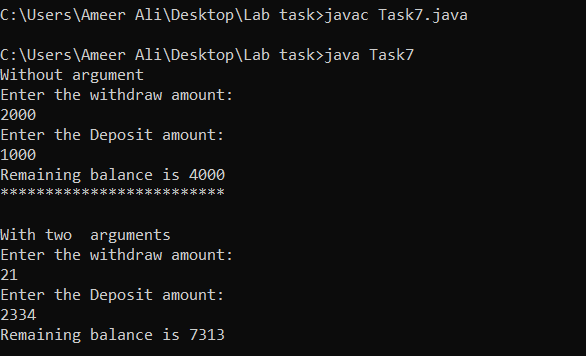 C:\Users\Ameer Ali\Desktop\Lab task>javac Task7.java
C:\Users\Ameer Ali\Desktop\Lab task>java Task7
Without argument
Enter the withdraw amount:
2000
Enter the Deposit amount:
1000
Remaining balance is 4000
*************************
With two  arguments
Enter the withdraw amount:
21
Enter the Deposit amount:
2334
Remaining balance is 7313